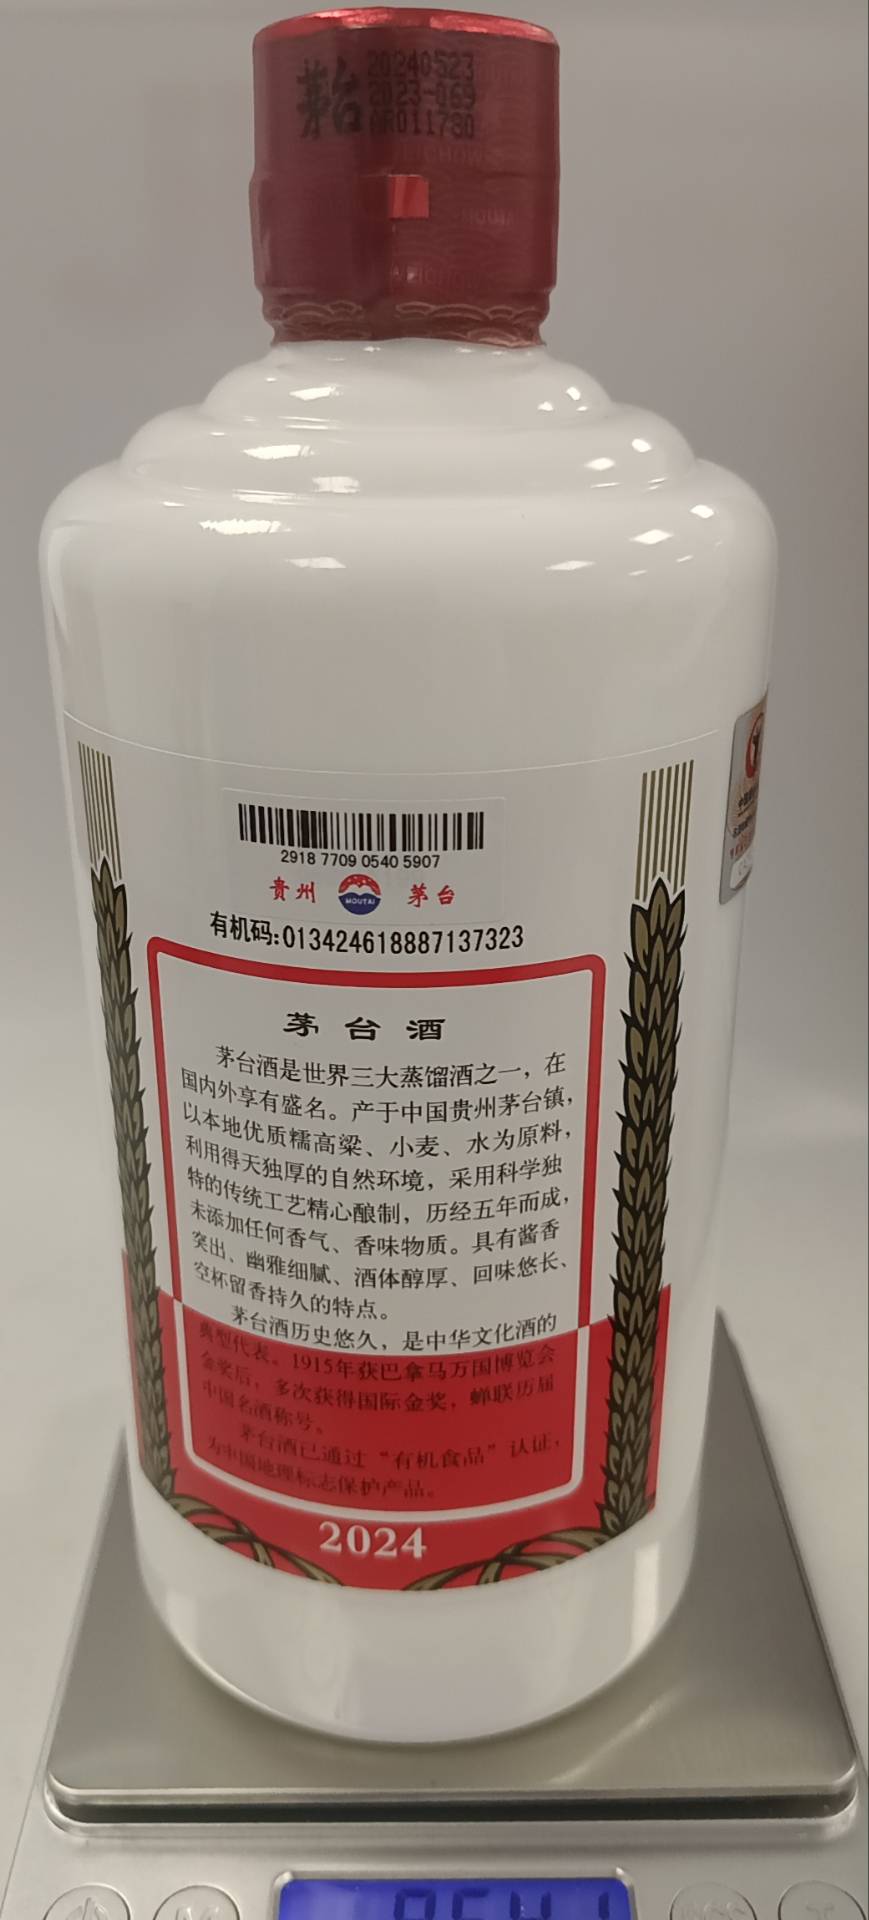 茅台
20240523
2023-069
AR011780
2918 7709 0540 5907
贵州 MOUTAI 茅台
有机码:013424618887137323
茅台酒
茅台酒是世界三大蒸馏酒之一，在
国内外享有盛名。产于中国贵州茅台镇，
以本地优质糯高粱、小麦、水为原料，
利用得天独厚的自然环境，采用科学独
特的传统工艺精心酿制，历经五年而成，
未添加任何香气、香味物质。具有酱香
突出、幽雅细腻、酒体醇厚、回味悠长、
空杯留香持久的特点。
茅台酒历史悠久，是中华文化酒的
典型代表。1915年获巴拿马万国博览会
金奖后，多次获得国际金奖，蝉联历届
中国名酒称号。
茅台酒已通过“有机食品”认证，
为中国地理标志保护产品。
2024